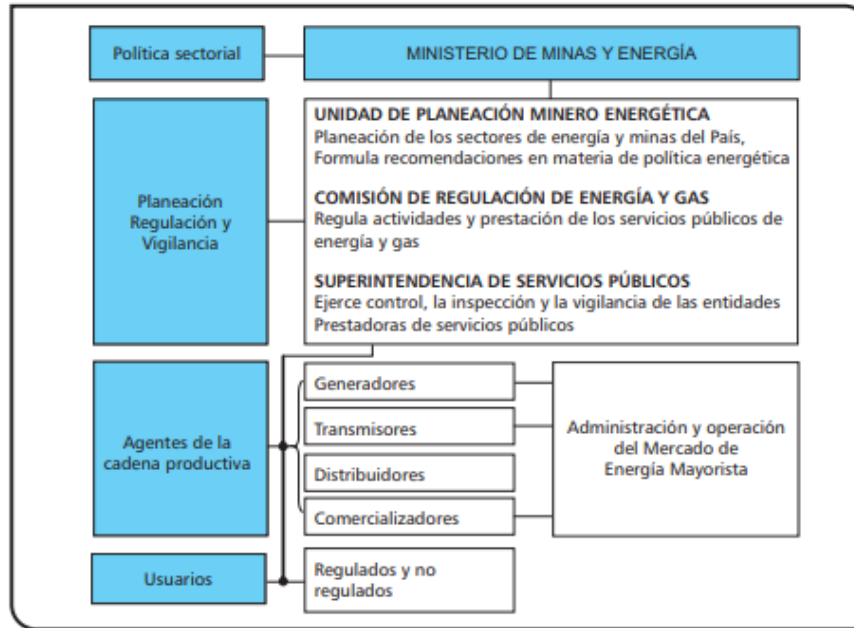 Política sectorial
MINISTERIO DE MINAS Y ENERGÍA
Planeación
Regulación y
Vigilancia
UNIDAD DE PLANEACIÓN MINERO ENERGÉTICA
Planeación de los sectores de energía y minas del País,
Formula recomendaciones en materia de política energética
COMISIÓN DE REGULACIÓN DE ENERGÍA Y GAS
Regula actividades y prestación de los servicios públicos de
energía y gas
SUPERINTENDENCIA DE SERVICIOS PÚBLICOS
Ejerce control, la inspección y la vigilancia de las entidades
Prestadoras de servicios públicos
Agentes de la
cadena productiva
Generadores
Transmisores
Distribuidores
Comercializadores
Administración y operación
del Mercado de
Energía Mayorista
Usuarios
Regulados y no
regulados